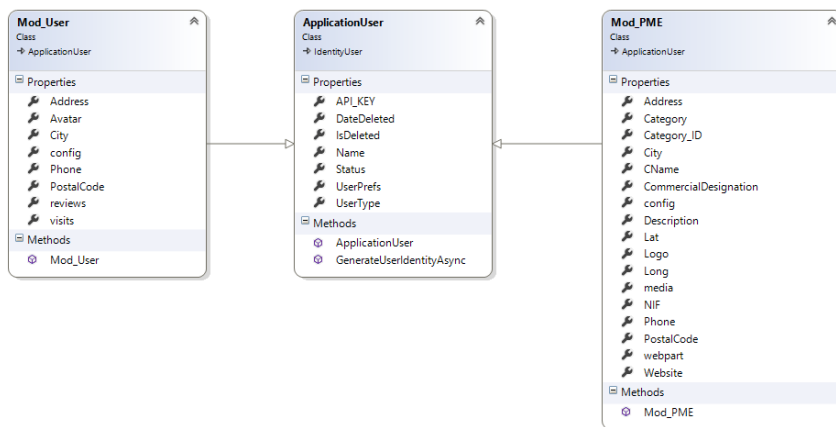 Mod_User
Class
ApplicationUser
Properties
Address
Avatar
City
config
Phone
PostalCode
reviews
visits
Methods
Mod_User
ApplicationUser
Class
IdentityUser
Properties
API_KEY
DateDeleted
IsDeleted
Name
Status
UserPrefs
UserType
Methods
ApplicationUser
GenerateUserIdentityAsync
Mod_PME
Class
ApplicationUser
Properties
Address
Category
Category_ID
City
CName
CommercialDesignation
config
Description
Lat
Logo
Long
media
NIF
Phone
PostalCode
webpart
Website
Methods
Mod_PME